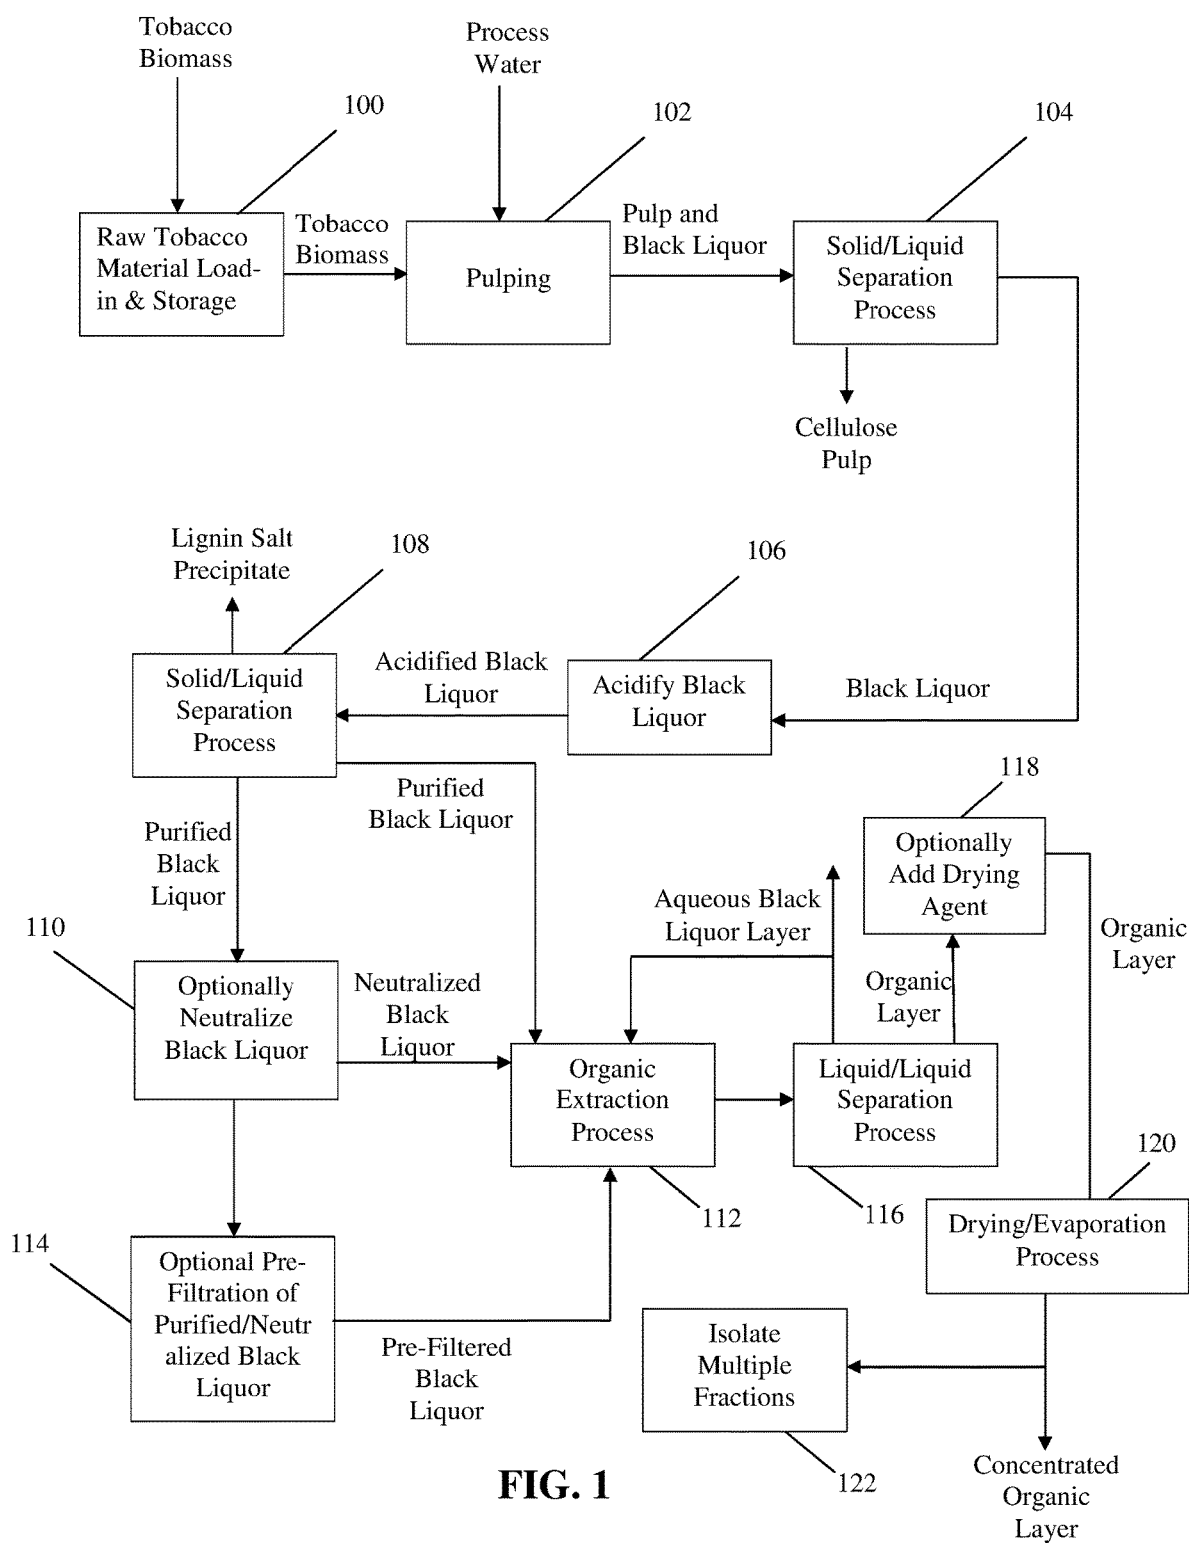 Tobacco
Biomass
Process
Water
100
102
104
Raw Tobacco
Material Load-
in & Storage
Tobacco
Biomass
Pulping
Pulp and
Black Liquor
Solid/Liquid
Separation
Process
Cellulose
Pulp
Lignin Salt
Precipitate
108
106
Solid/Liquid
Separation
Process
Acidified Black
Liquor
Acidify Black
Liquor
Black Liquor
Purified
Black Liquor
Purified
Black
Liquor
118
Optionally
Add Drying
Agent
Aqueous Black
Liquor Layer
Organic
Layer
Organic
Layer
110
Optionally
Neutralize
Black Liquor
Neutralized
Black
Liquor
Organic
Extraction
Process
Liquid/Liquid
Separation
Process
112
116
120
Drying/Evaporation
Process
114
Optional Pre-
Filtration of
Purified/Neutr
alized Black
Liquor
Pre-Filtered
Black
Liquor
Isolate
Multiple
Fractions
122
Concentrated
Organic
Layer
FIG. 1